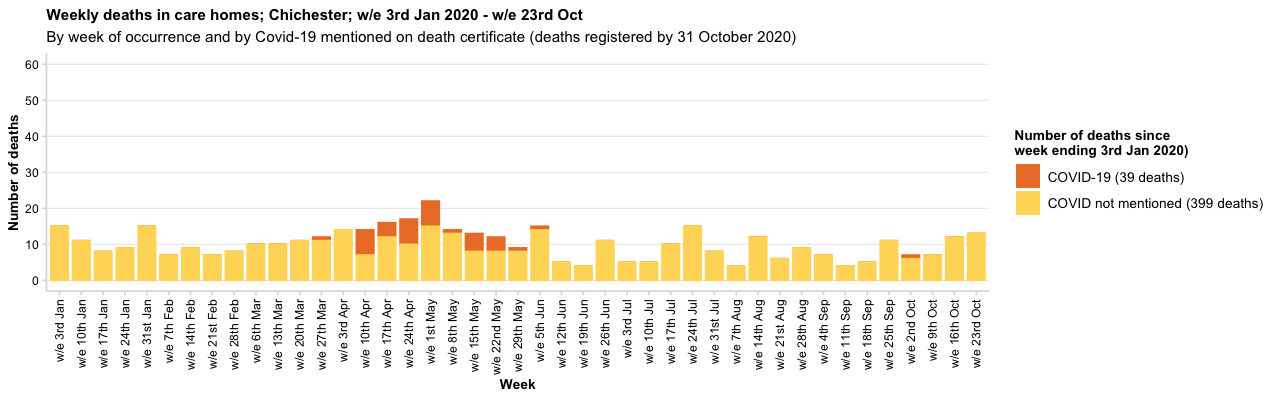 Weekly deaths in care homes; Chichester; w/e 3rd Jan 2020 - w/e 23rd Oct
By week of occurrence and by Covid-19 mentioned on death certificate (deaths registered by 31 October 2020)
Number of deaths
60
50
40
30
20
10
0
w/e 3rd Jan
w/e 10th Jan
w/e 17th Jan
w/e 24th Jan
w/e 31st Jan
w/e 7th Feb
w/e 14th Feb
w/e 21st Feb
w/e 28th Feb
w/e 6th Mar
w/e 13th Mar
w/e 20th Mar
w/e 27th Mar
w/e 3rd Apr
w/e 10th Apr
w/e 17th Apr
w/e 24th Apr
w/e 1st May
w/e 8th May
w/e 15th May
w/e 22nd May
w/e 29th May
w/e 5th Jun
w/e 12th Jun
w/e 19th Jun
w/e 26th Jun
w/e 3rd Jul
w/e 10th Jul
w/e 17th Jul
w/e 24th Jul
w/e 31st Jul
w/e 7th Aug
w/e 14th Aug
w/e 21st Aug
w/e 28th Aug
w/e 4th Sep
w/e 11th Sep
w/e 18th Sep
w/e 25th Sep
w/e 2nd Oct
w/e 9th Oct
w/e 16th Oct
w/e 23rd Oct
Week
Number of deaths since
week ending 3rd Jan 2020)
COVID-19 (39 deaths)
COVID not mentioned (399 deaths)